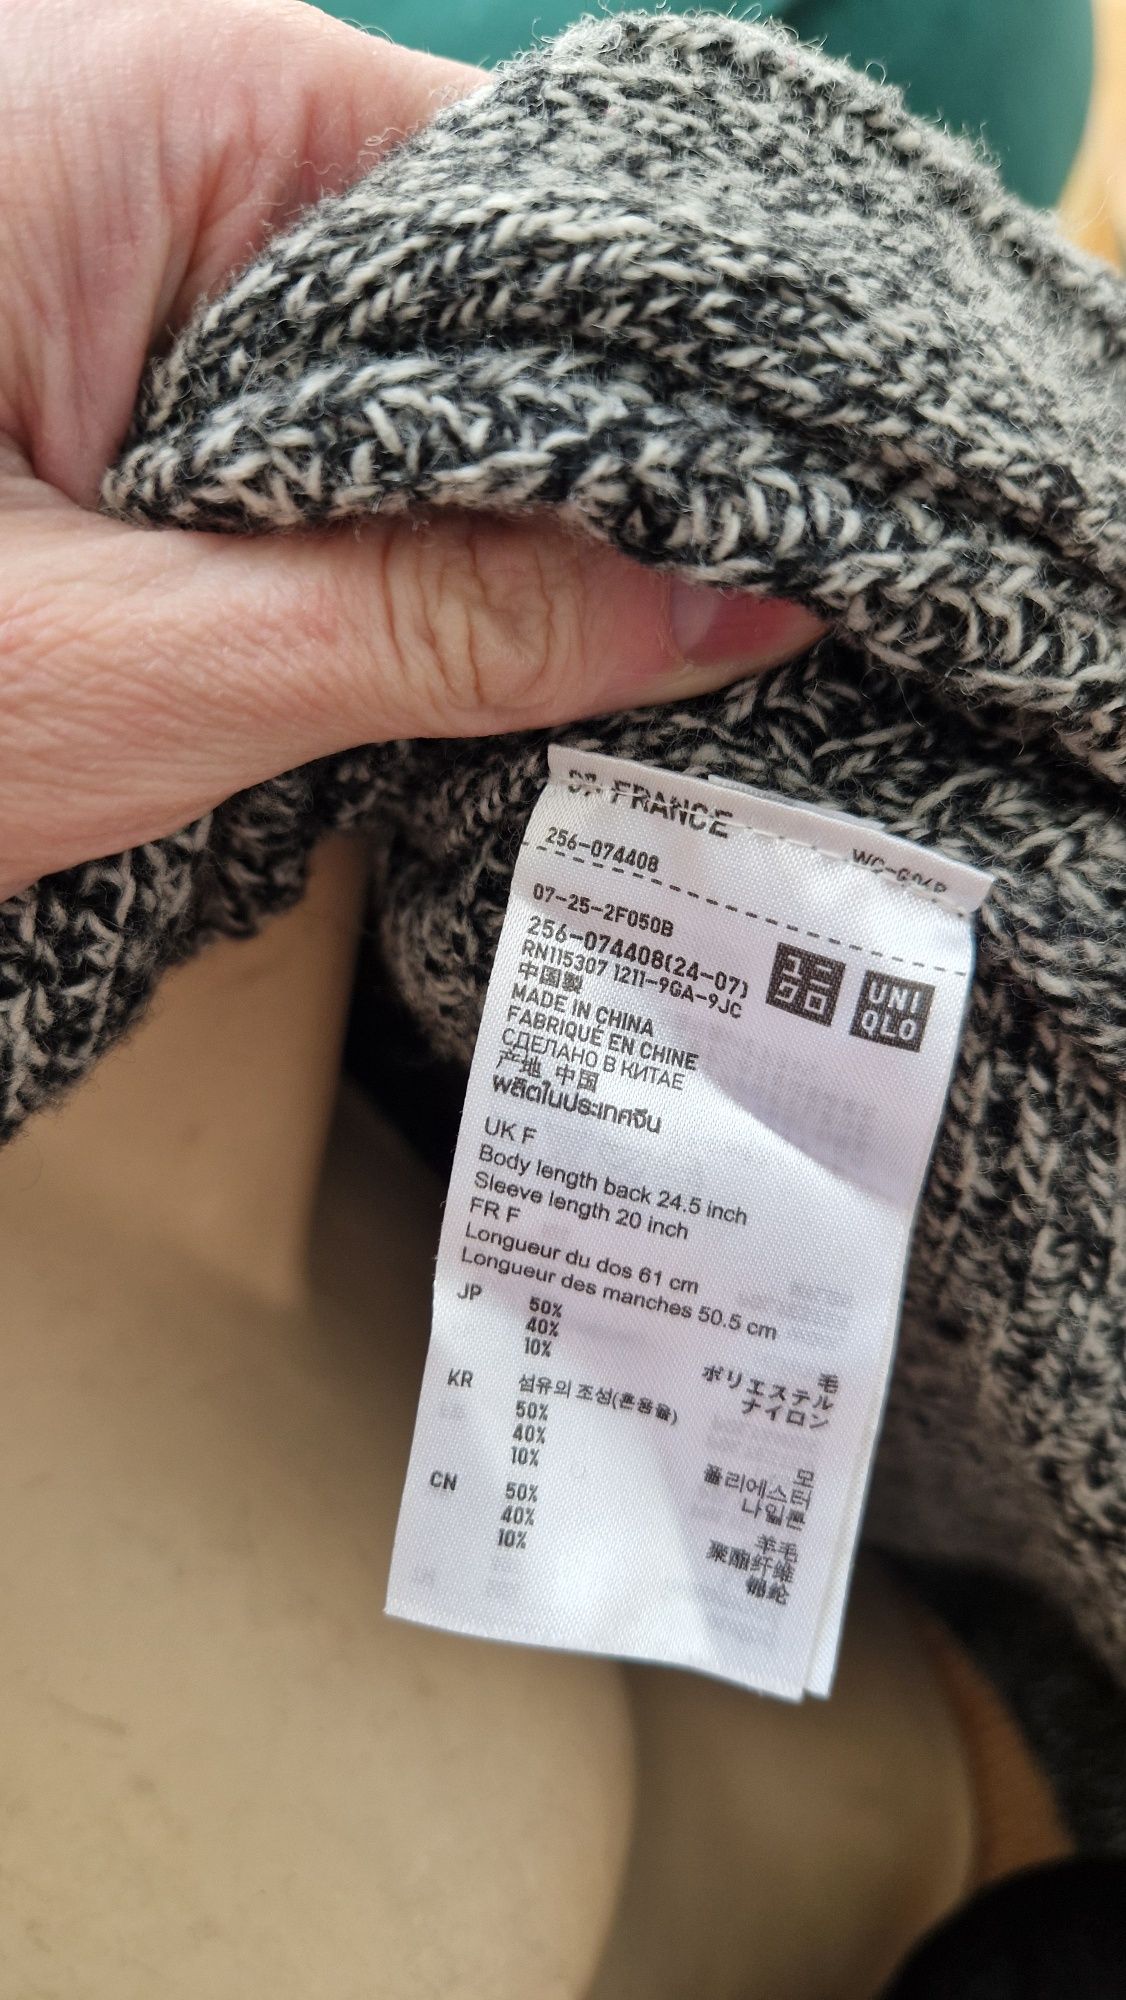 07 FRANCE
256-074408
07-25-2F050B
256-074408(24-07)
RN115307 1211-9GA-9JC
UNI
QLO
中国製
MADE IN CHINA
FABRIQUÉ EN CHINE
СДЕЛАНО В КИТАЕ
产地 中国
ผลิตในประเทศจีน
UK F
Body length back 24.5 inch
Sleeve length 20 inch
FR F
Longueur du dos 61 cm
Longueur des manches 50.5 cm
JP 50% 毛
40% ポリエステル
10% ナイロン
KR 섬유의 조성(혼용율)
50% 모
40% 폴리에스터
10% 나일론
CN 50% 羊毛
40% 聚酯纤维
10% 锦纶